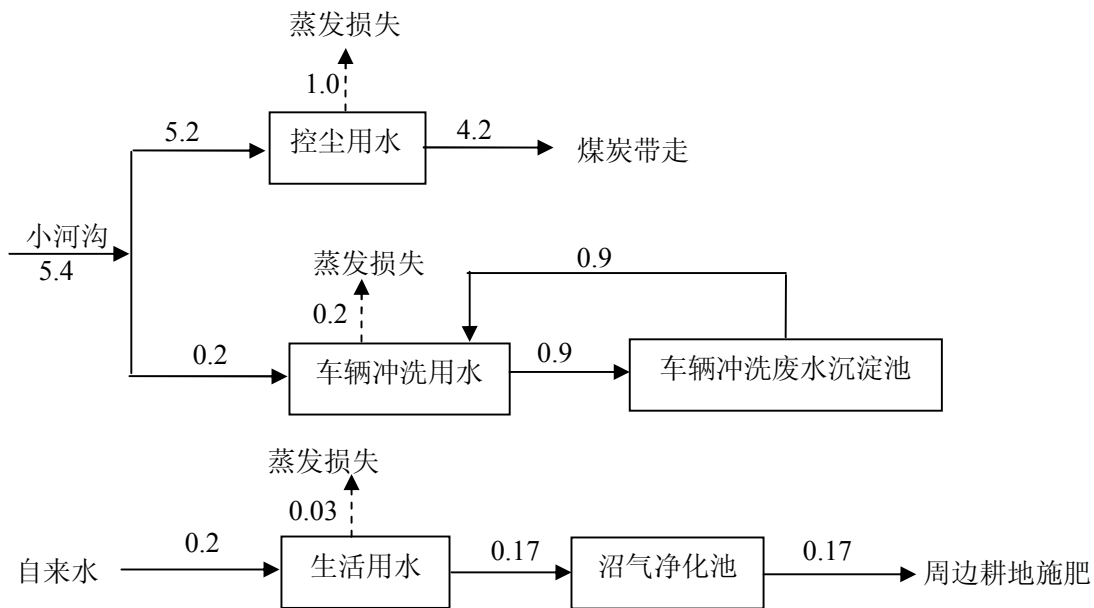 蒸发损失
1.0
5.2
控尘用水
4.2
煤炭带走
小河沟
5.4
蒸发损失
0.9
0.2
0.2
车辆冲洗用水
0.9
车辆冲洗废水沉淀池
蒸发损失
0.03
自来水
0.2
生活用水
0.17
沼气净化池
0.17
周边耕地施肥